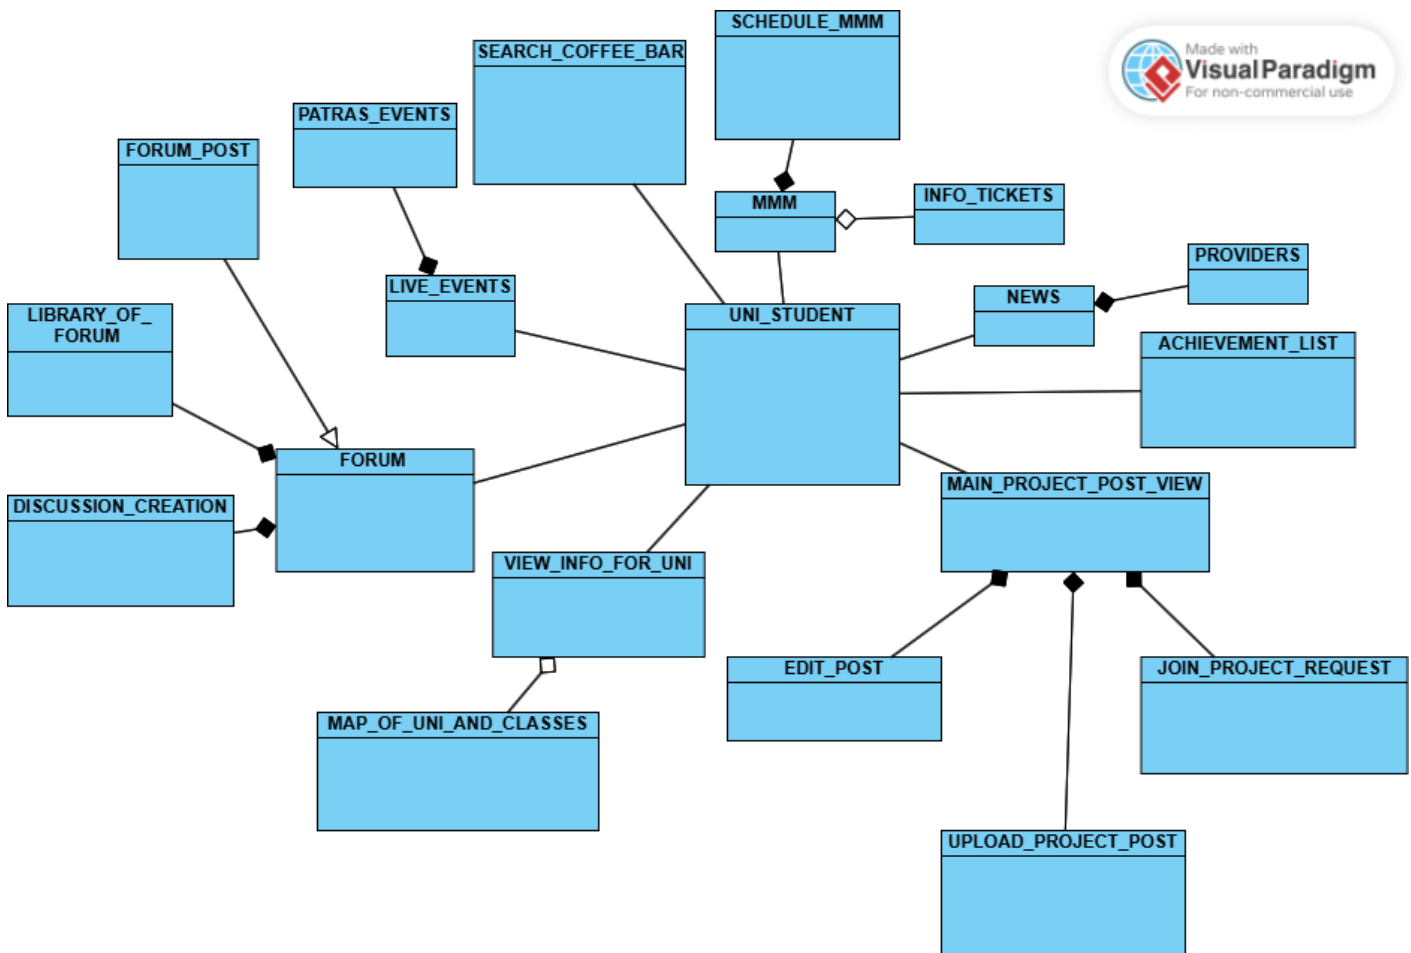 SCHEDULE_MMM
SEARCH_COFFEE_BAR
Made with
Visual Paradigm
For non-commercial use
PATRAS_EVENTS
FORUM_POST
MMM
INFO_TICKETS
PROVIDERS
LIVE_EVENTS
NEWS
LIBRARY_OF_
FORUM
UNI_STUDENT
ACHIEVEMENT_LIST
FORUM
MAIN_PROJECT_POST_VIEW
DISCUSSION_CREATION
VIEW_INFO_FOR_UNI
EDIT_POST
JOIN_PROJECT_REQUEST
MAP_OF_UNI_AND_CLASSES
UPLOAD_PROJECT_POST